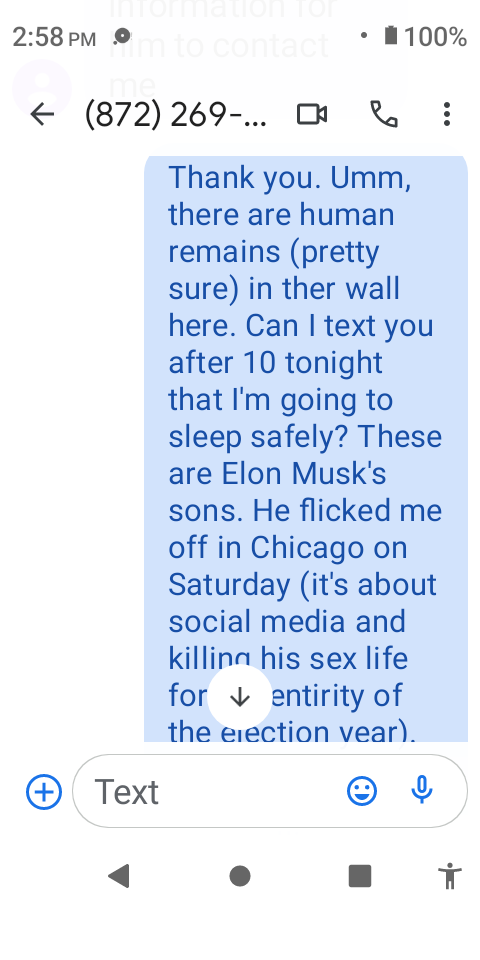 information for
him to contact
me
2:58 PM
100%
(872) 269-...
Thank you. Umm,
there are human
remains (pretty
sure) in ther wall
here. Can I text you
after 10 tonight
that I'm going to
sleep safely? These
are Elon Musk's
sons. He flicked me
off in Chicago on
Saturday (it's about
social media and
killing his sex life
for entirity of
the election year).
Text